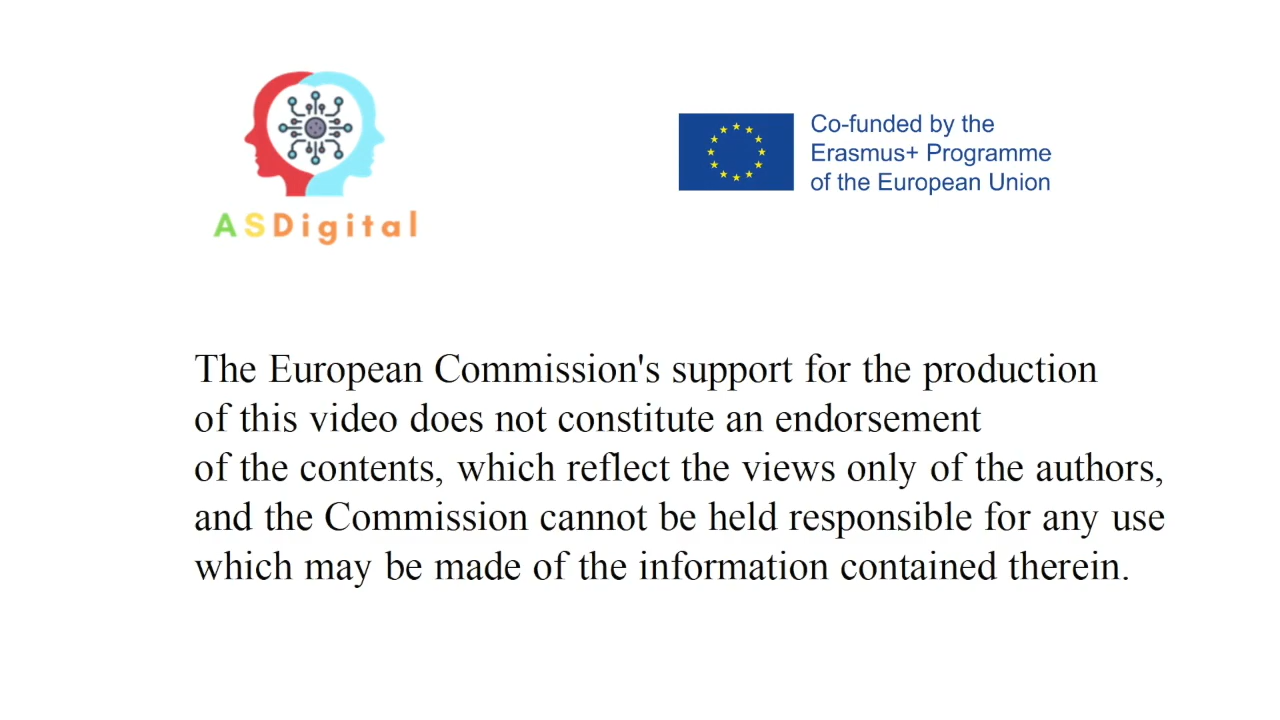 ASDigital
Co-funded by the
Erasmus+ Programme
of the European Union
The European Commission's support for the production
of this video does not constitute an endorsement
of the contents, which reflect the views only of the authors,
and the Commission cannot be held responsible for any use
which may be made of the information contained therein.